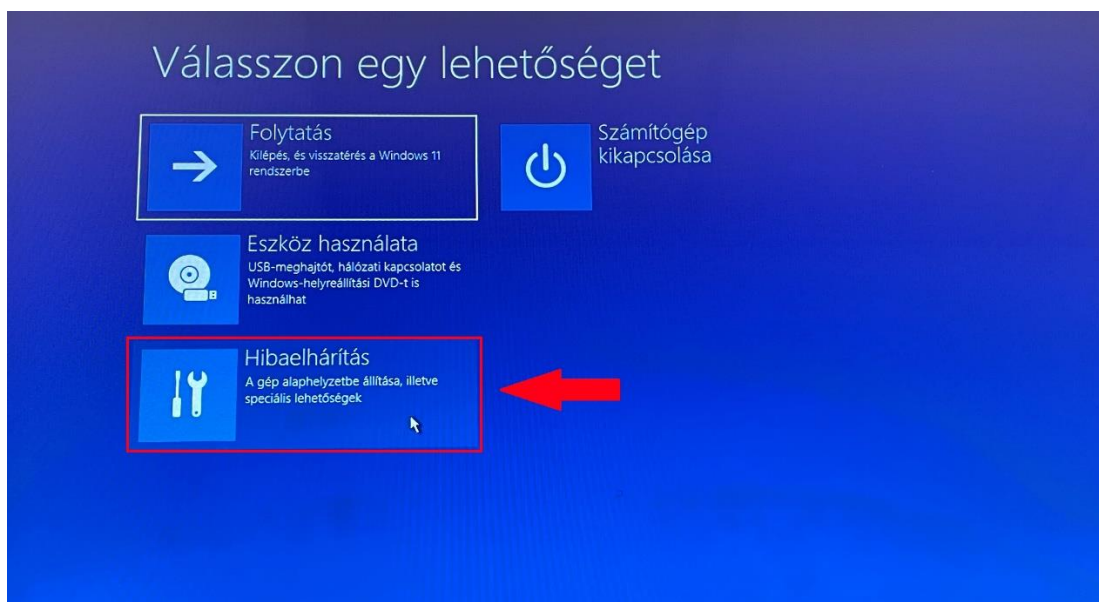 Válasszon egy lehetőséget
Folytatás
Kilépés, és visszatérés a Windows 11
rendszerbe
Számítógép
kikapcsolása
Eszköz használata
USB-meghajtót, hálózati kapcsolatot és
Windows-helyreállítási DVD-t is
használhat
Hibaelhárítás
A gép alaphelyzetbe állítása, illetve
speciális lehetőségek